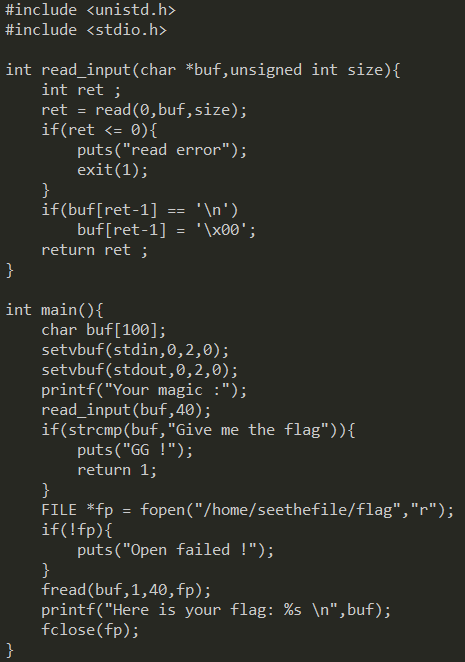 #include <unistd.h>
#include <stdio.h>

int read_input(char *buf,unsigned int size){
    int ret ;
    ret = read(0,buf,size);
    if(ret <= 0){
        puts("read error");
        exit(1);
    }
    if(buf[ret-1] == '\n')
        buf[ret-1] = '\x00';
    return ret ;
}

int main(){
    char buf[100];
    setvbuf(stdin,0,2,0);
    setvbuf(stdout,0,2,0);
    printf("Your magic :");
    read_input(buf,40);
    if(strcmp(buf,"Give me the flag")){
        puts("GG !");
        return 1;
    }
    FILE *fp = fopen("/home/seethefile/flag","r");
    if(!fp){
        puts("Open failed !");
    }
    fread(buf,1,40,fp);
    printf("Here is your flag: %s \n",buf);
    fclose(fp);
}